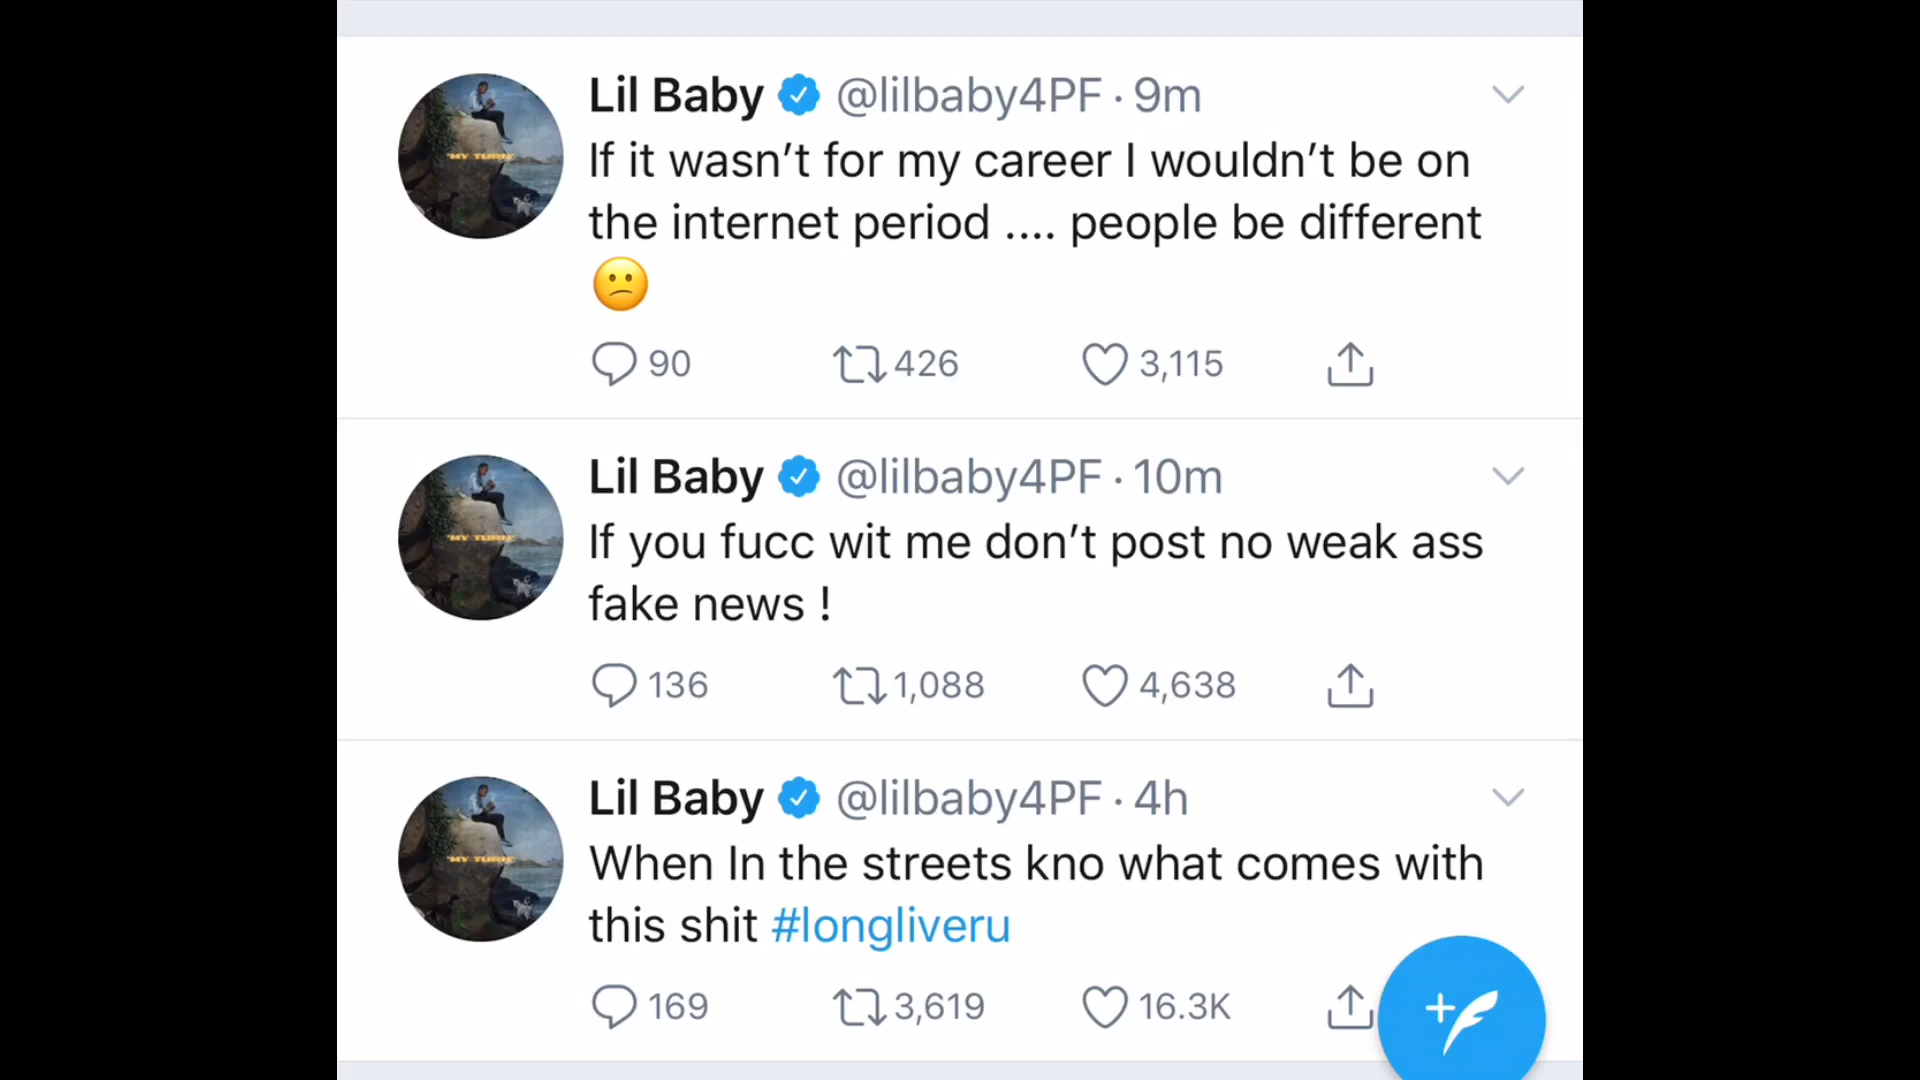 Lil Baby @lilbaby4PF · 9m
If it wasn’t for my career I wouldn’t be on
the internet period .... people be different
😕
90 426 3,115
Lil Baby @lilbaby4PF · 10m
If you fucc wit me don’t post no weak ass
fake news !
136 1,088 4,638
Lil Baby @lilbaby4PF · 4h
When In the streets kno what comes with
this shit #longliveru
169 3,619 16.3K